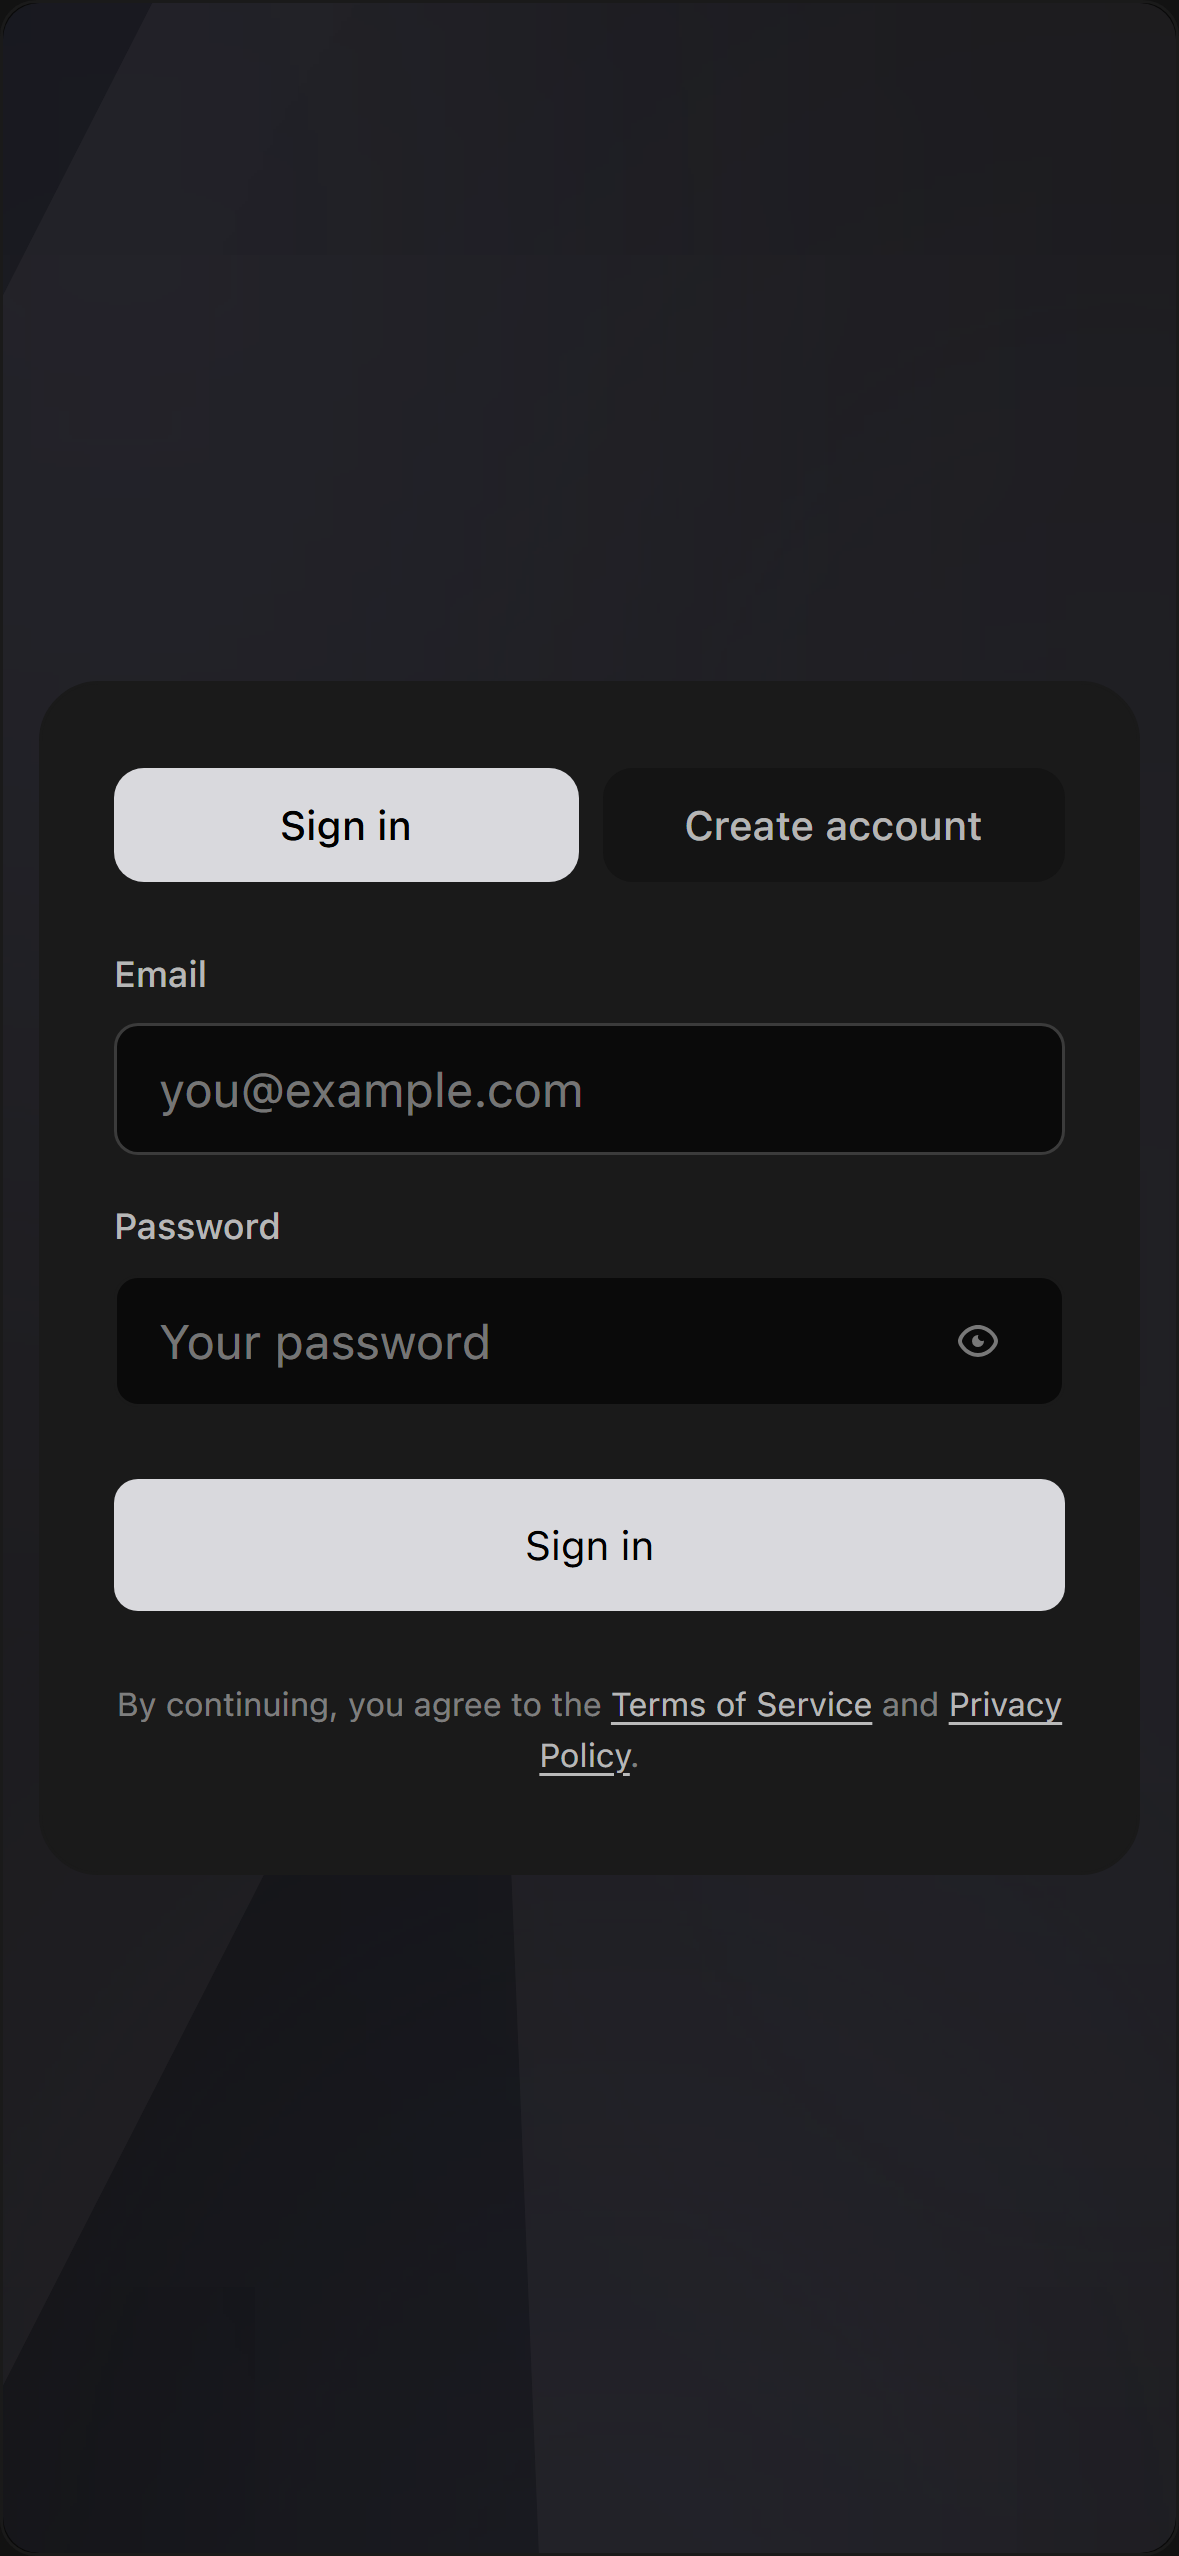 Sign in
Create account
Email
you@example.com
Password
Your password
Sign in
By continuing, you agree to the Terms of Service and Privacy
Policy.